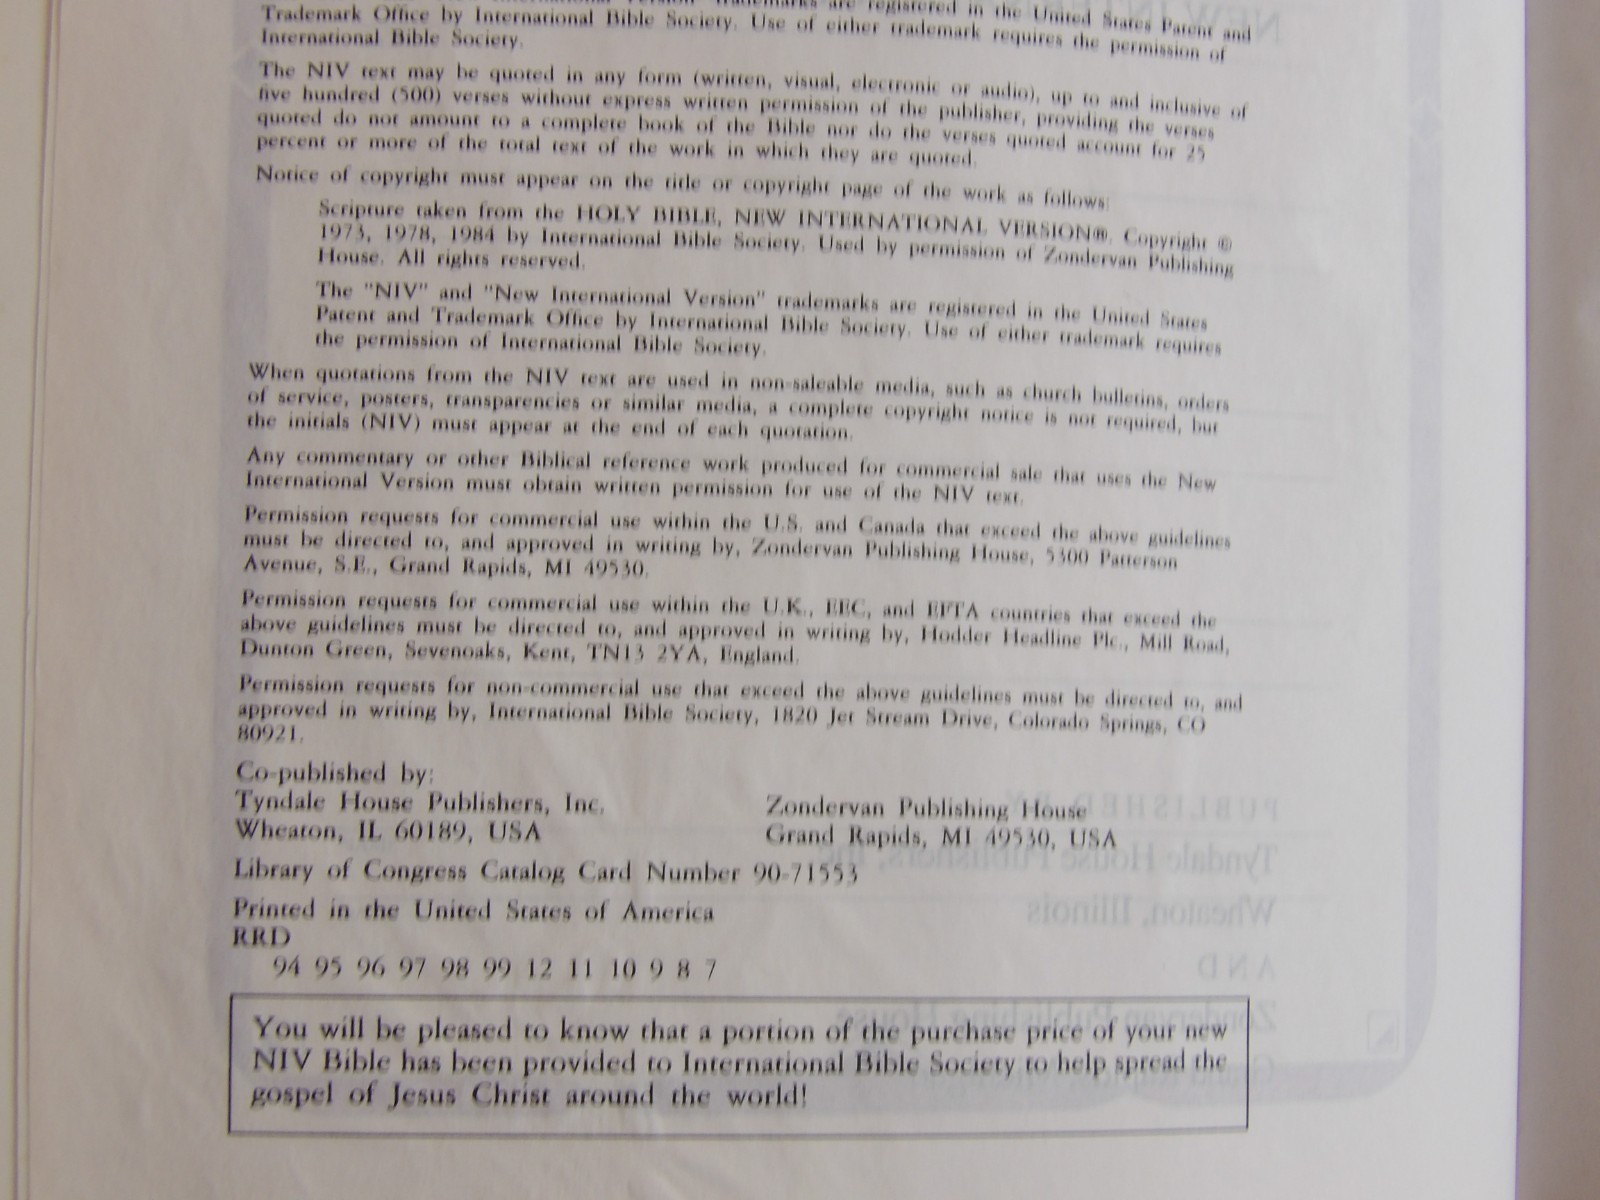 Trademark Office by International Bible Society. Use of either trademark requires the permission of
International Bible Society.
The NIV text may be quoted in any form (written, visual, electronic or audio), up to and inclusive of
five hundred (500) verses without express written permission of the publisher, providing the verses
quoted do not amount to a complete book of the Bible nor do the verses quoted account for 25
percent or more of the total text of the work in which they are quoted.
Notice of copyright must appear on the title or copyright page of the work as follows:
Scripture taken from the HOLY BIBLE, NEW INTERNATIONAL VERSION®. Copyright ©
1973, 1978, 1984 by International Bible Society. Used by permission of Zondervan Publishing
House. All rights reserved.
The "NIV" and "New International Version" trademarks are registered in the United States
Patent and Trademark Office by International Bible Society. Use of either trademark requires
the permission of International Bible Society.
When quotations from the NIV text are used in non-saleable media, such as church bulletins, orders
of service, posters, transparencies or similar media, a complete copyright notice is not required, but
the initials (NIV) must appear at the end of each quotation.
Any commentary or other Biblical reference work produced for commercial sale that uses the New
International Version must obtain written permission for use of the NIV text.
Permission requests for commercial use within the U.S. and Canada that exceed the above guidelines
must be directed to, and approved in writing by, Zondervan Publishing House, 5300 Patterson
Avenue, S.E., Grand Rapids, MI 49530.
Permission requests for commercial use within the U.K., EEC, and EFTA countries that exceed the
above guidelines must be directed to, and approved in writing by, Hodder Headline Plc., Mill Road,
Dunton Green, Sevenoaks, Kent, TN13 2YA, England.
Permission requests for non-commercial use that exceed the above guidelines must be directed to, and
approved in writing by, International Bible Society, 1820 Jet Stream Drive, Colorado Springs, CO
80921.
Co-published by:
Tyndale House Publishers, Inc.
Wheaton, IL 60189, USA
Zondervan Publishing House
Grand Rapids, MI 49530, USA
Library of Congress Catalog Card Number 90-71553
Printed in the United States of America
RRD
94 95 96 97 98 99 12 11 10 9 8 7
You will be pleased to know that a portion of the purchase price of your new
NIV Bible has been provided to International Bible Society to help spread the
gospel of Jesus Christ around the world!